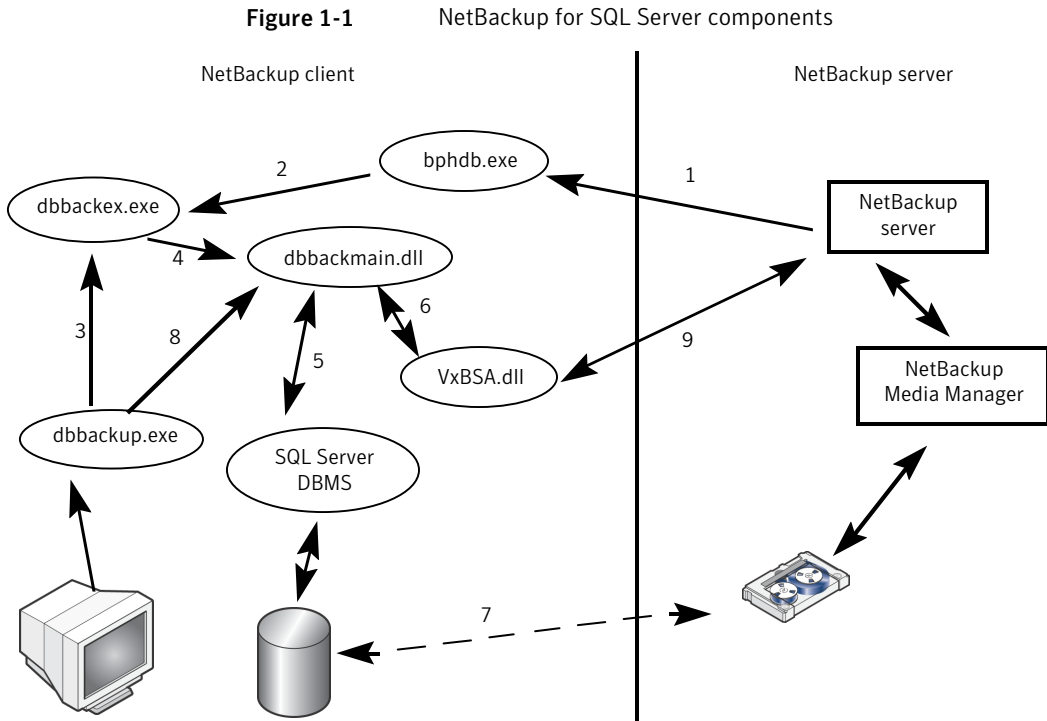 Figure 1-1 NetBackup for SQL Server components
NetBackup client
NetBackup server
bphdb.exe
2
1
dbbackex.exe
NetBackup
server
4
dbbackmain.dll
3
8
5
6
9
VxBSA.dll
NetBackup
Media Manager
dbbackup.exe
SQL Server
DBMS
7